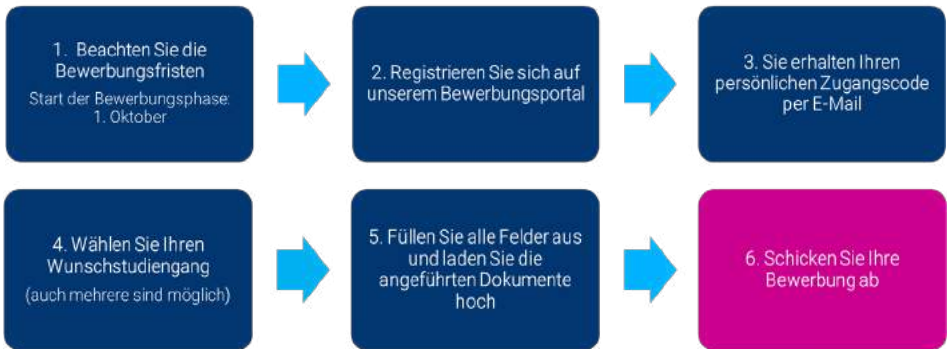 1. Beachten Sie die
Bewerbungsfristen
Start der Bewerbungsphase:
1. Oktober
2. Registrieren Sie sich auf
unserem Bewerbungsportal
3. Sie erhalten Ihren
persönlichen Zugangscode
per E-Mail
4. Wählen Sie Ihren
Wunschstudiengang
(auch mehrere sind möglich)
5. Füllen Sie alle Felder aus
und laden Sie die
angeführten Dokumente
hoch
6. Schicken Sie Ihre
Bewerbung ab